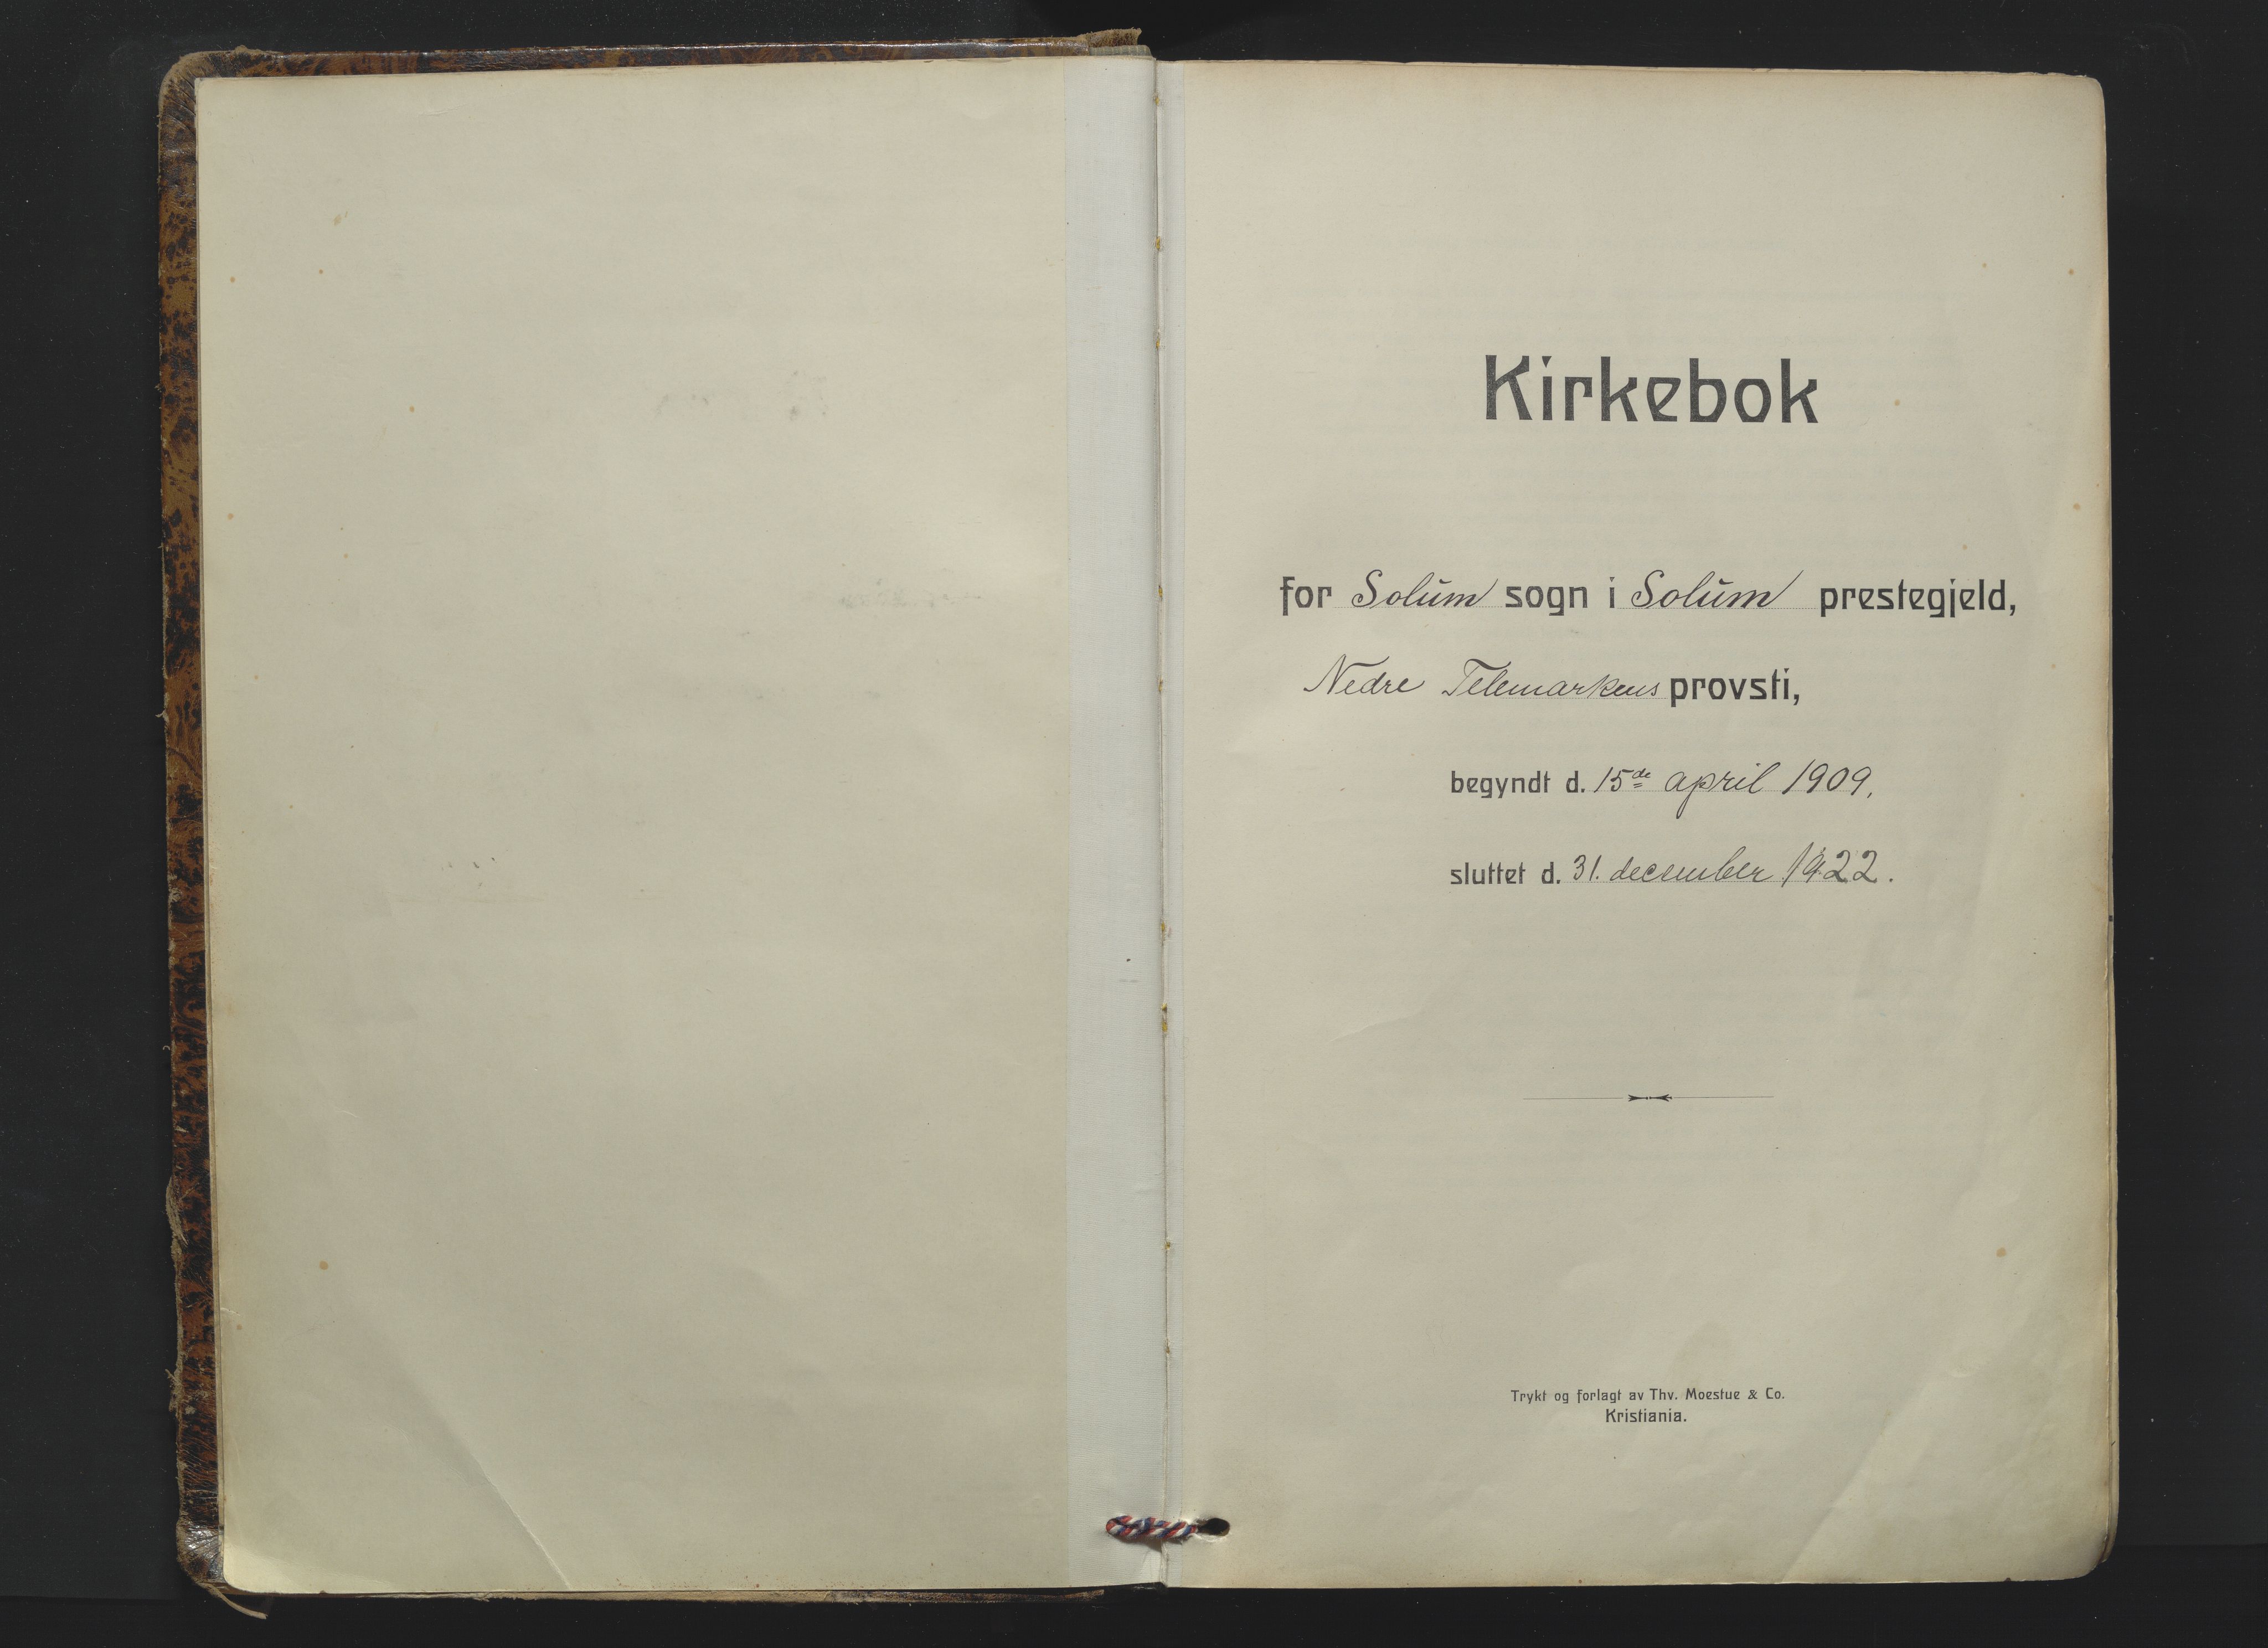 Kirkebok
for Solum sogn i Solum prestegjeld,
Nedre Telemarkens provsti,
begyndt d. 15de april 1909.
sluttet d. 31. december 1922.
Trykt og forlagt av Thv. Moestue & Co.
Kristiania.